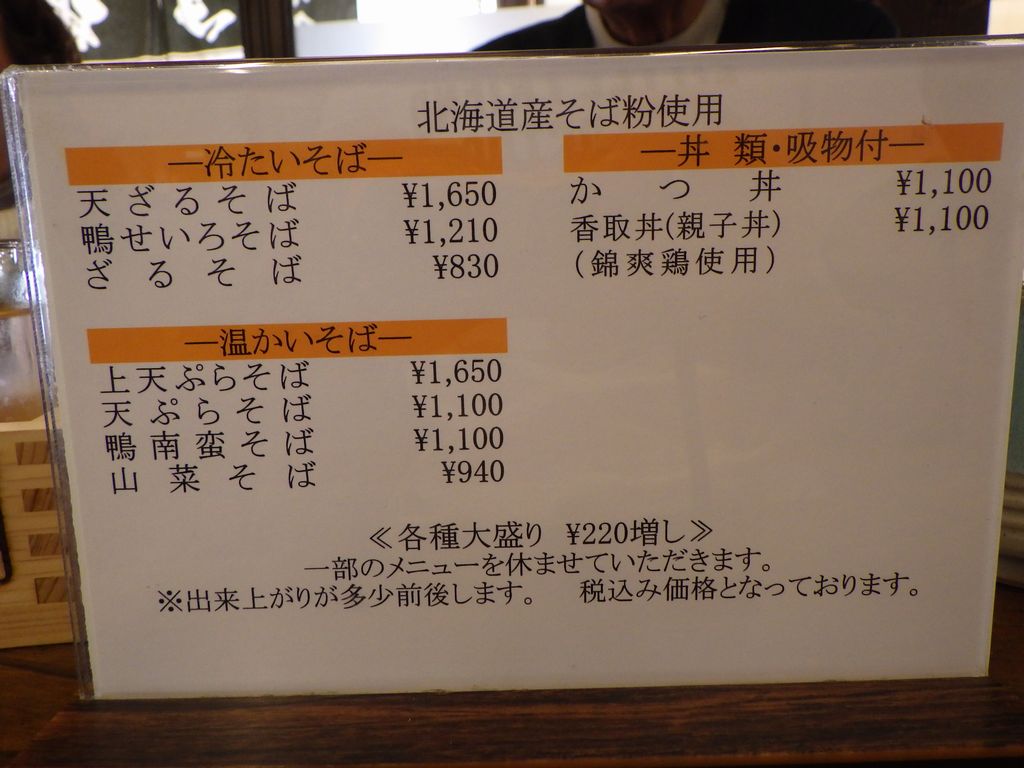 北海道産そば粉使用
―冷たいそば―
天ざるそば ¥1,650
鴨せいろそば ¥1,210
ざるそば ¥830
―温かいそば―
上天ぷらそば ¥1,650
天ぷらそば ¥1,100
鴨南蛮そば ¥1,100
山菜そば ¥940
―丼 類・吸物付―
かつ丼 ¥1,100
香取丼(親子丼) ¥1,100
(錦爽鶏使用)
≪各種大盛り ¥220増し≫
一部のメニューを休ませていただきます。
※出来上がりが多少前後します。 税込み価格となっております。